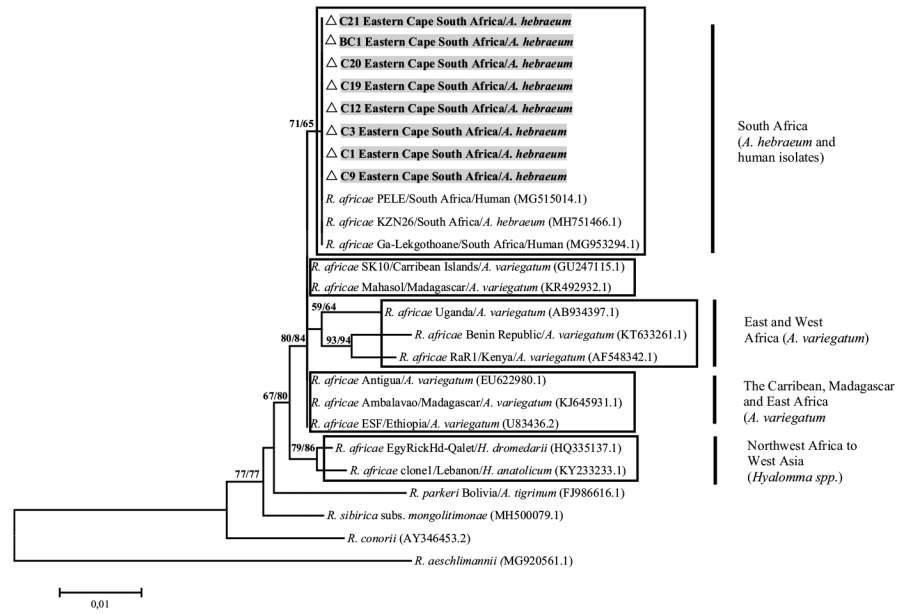 C21 Eastern Cape South Africa/A. hebraeum
BC1 Eastern Cape South Africa/A. hebraeum
C20 Eastern Cape South Africa/A. hebraeum
C19 Eastern Cape South Africa/A. hebraeum
C12 Eastern Cape South Africa/A. hebraeum
71/65
C3 Eastern Cape South Africa/A. hebraeum
C1 Eastern Cape South Africa/A. hebraeum
C9 Eastern Cape South Africa/A. hebraeum
R. africae PELE/South Africa/Human (MG515014.1)
R. africae KZN26/South Africa/A. hebraeum (MH751466.1)
R. africae Ga-Lekgothoane/South Africa/Human (MG953294.1)
South Africa
(A. hebraeum and
human isolates)
R. africae SK10/Carribean Islands/A. variegatum (GU247115.1)
R. africae Mahasol/Madagascar/A. variegatum (KR492932.1)
59/64
R. africae Uganda/A. variegatum (AB934397.1)
R. africae Benin Republic/A. variegatum (KT633261.1)
93/94
R. africae RaR1/Kenya/A. variegatum (AF548342.1)
East and West
Africa (A. variegatum)
80/84
R. africae Antigua/A. variegatum (EU622980.1)
R. africae Ambalavao/Madagascar/A. variegatum (KJ645931.1)
R. africae ESF/Ethiopia/A. variegatum (U83436.2)
The Carribean, Madagascar
and East Africa
(A. variegatum
67/80
79/86
R. africae EgyRickHd-Qalet/H. dromedarii (HQ335137.1)
R. africae clone1/Lebanon/H. anatolicum (KY233233.1)
Northwest Africa to
West Asia
(Hyalomma spp.)
77/77
R. parkeri Bolivia/A. tigrinum (FJ986616.1)
R. sibirica subs. mongolitimonae (MH500079.1)
R. conorii (AY346453.2)
R. aeschlimannii (MG920561.1)
0,01